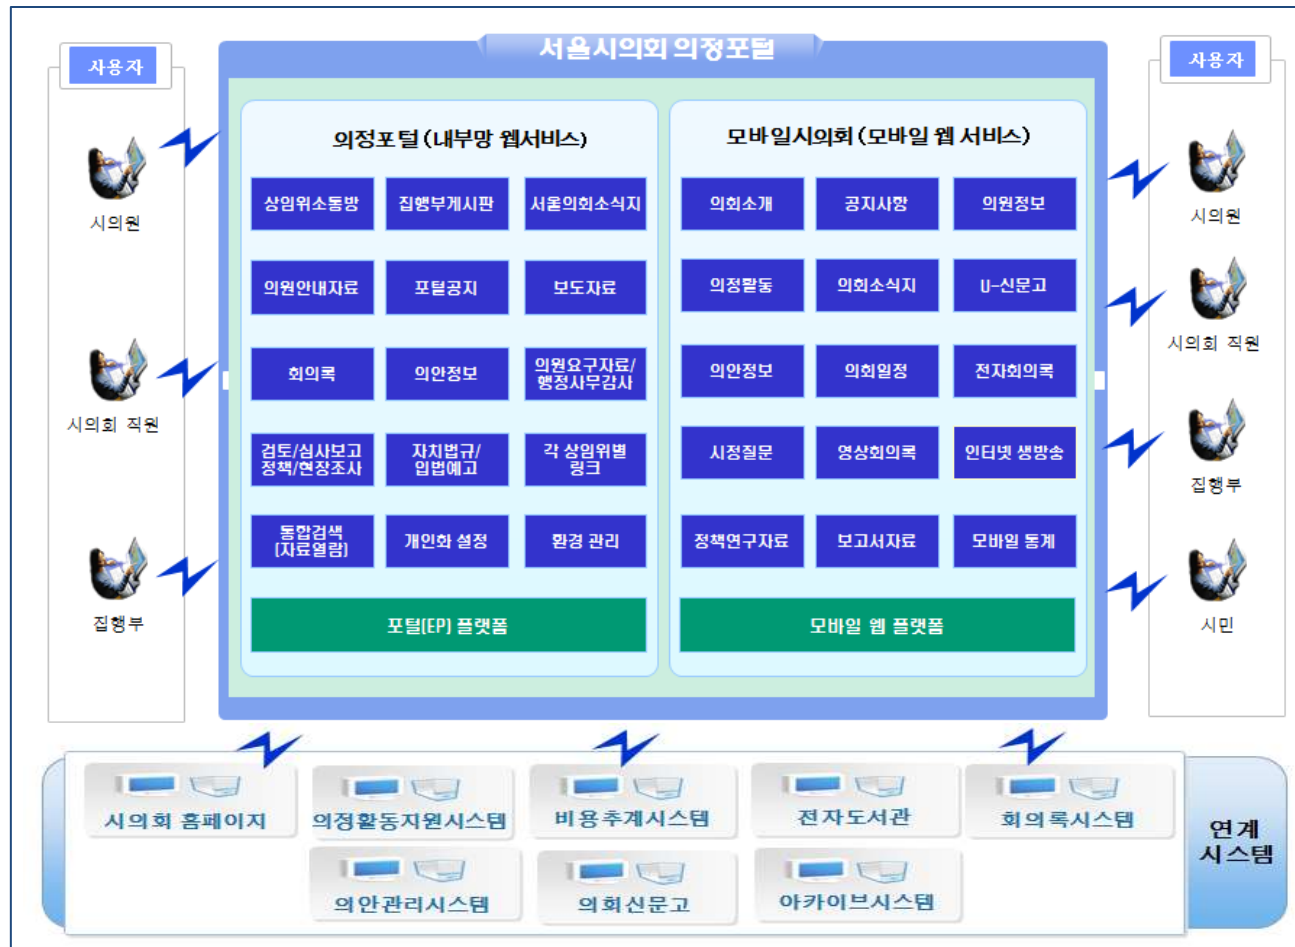 서울시의회 의정포털
사용자
시의원
시의회 직원
집행부
의정포털 (내부망 웹서비스)
상임위소통방
집행부게시판
서울의회소식지
의원안내자료
포털공지
보도자료
회의록
의안정보
의원요구자료/
행정사무감사
검토/심사보고
정책/현장조사
자치법규/
입법예고
각 상임위별
링크
통합검색
[자료열람]
개인화 설정
환경 관리
포털[EP] 플랫폼
모바일시의회 (모바일 웹 서비스)
의회소개
공지사항
의원정보
의정활동
의회소식지
U-신문고
의안정보
의회일정
전자회의록
시정질문
영상회의록
인터넷 생방송
정책연구자료
보고서자료
모바일 통계
모바일 웹 플랫폼
사용자
시의원
시의회 직원
집행부
시민
시의회 홈페이지
의정활동지원시스템
비용추계시스템
전자도서관
회의록시스템
의안관리시스템
의회신문고
아카이브시스템
연계
시스템